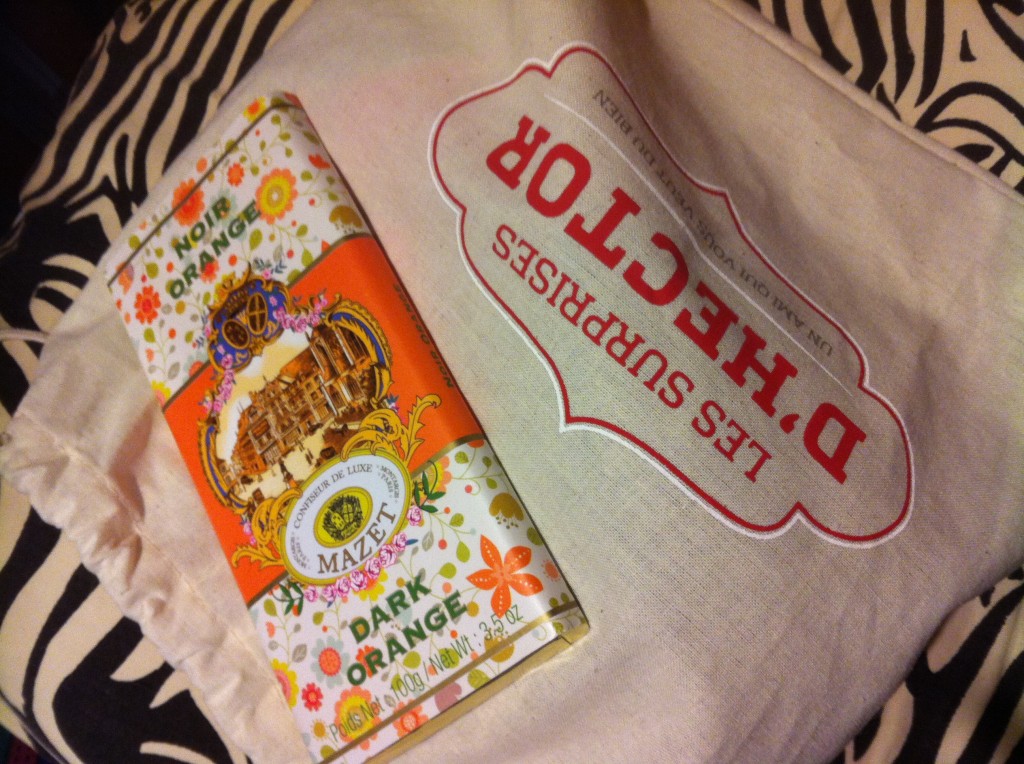 NOIR
ORANGE
CONFISEUR DE LUXE
MAZET
DARK
ORANGE
Poids Net : 100g / Net Wt : 3.5 oz
LES SURPRISES
D'HECTOR
UN AMI QUI VOUS VEUT DU BIEN